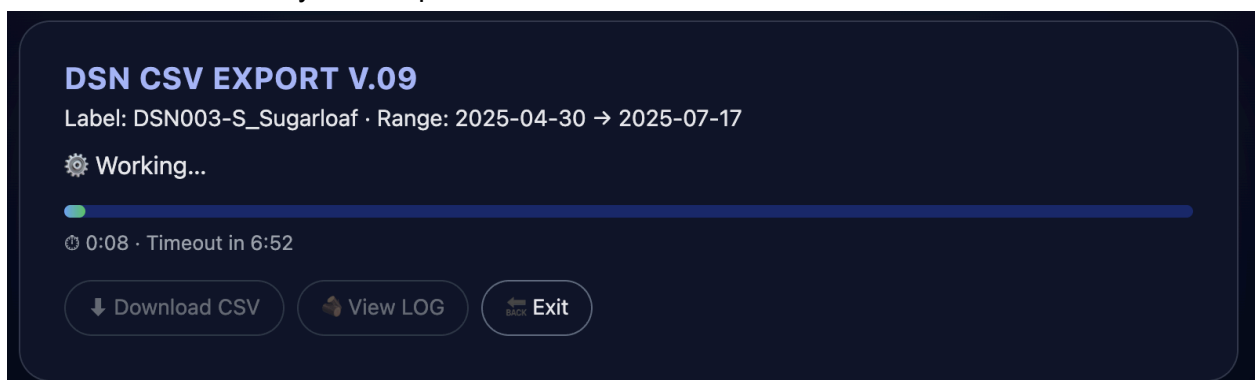 DSN CSV EXPORT V.09
Label: DSN003-S_Sugarloaf · Range: 2025-04-30 → 2025-07-17
⚙️ Working...
⏱ 0:08 · Timeout in 6:52
⬇ Download CSV
🪵 View LOG
🔙 Exit